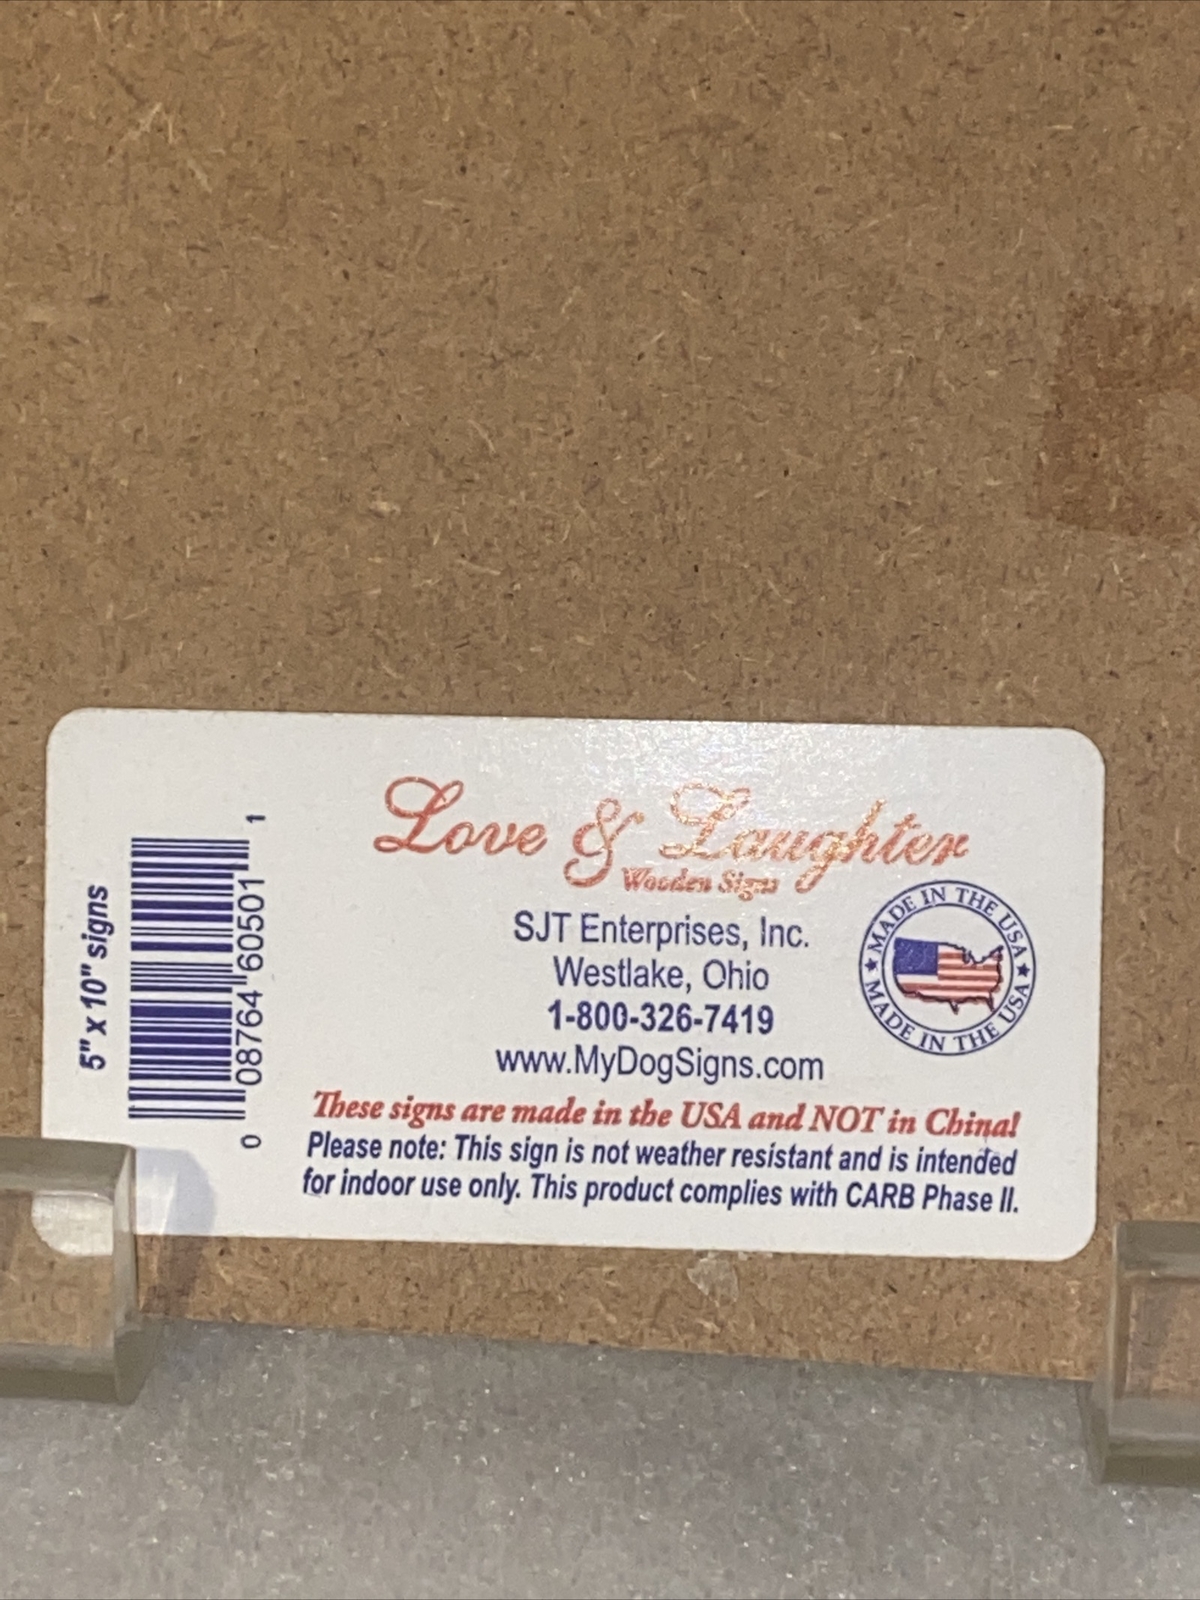 Love & Laughter
Wooden Signs
SJT Enterprises, Inc.
Westlake, Ohio
1-800-326-7419
www.MyDogSigns.com
These signs are made in the USA and NOT in China!
Please note: This sign is not weather resistant and is intended
for indoor use only. This product complies with CARB Phase II.
MADE IN THE USA
MADE IN THE USA
5" x 10" signs
0 08764 60501 1